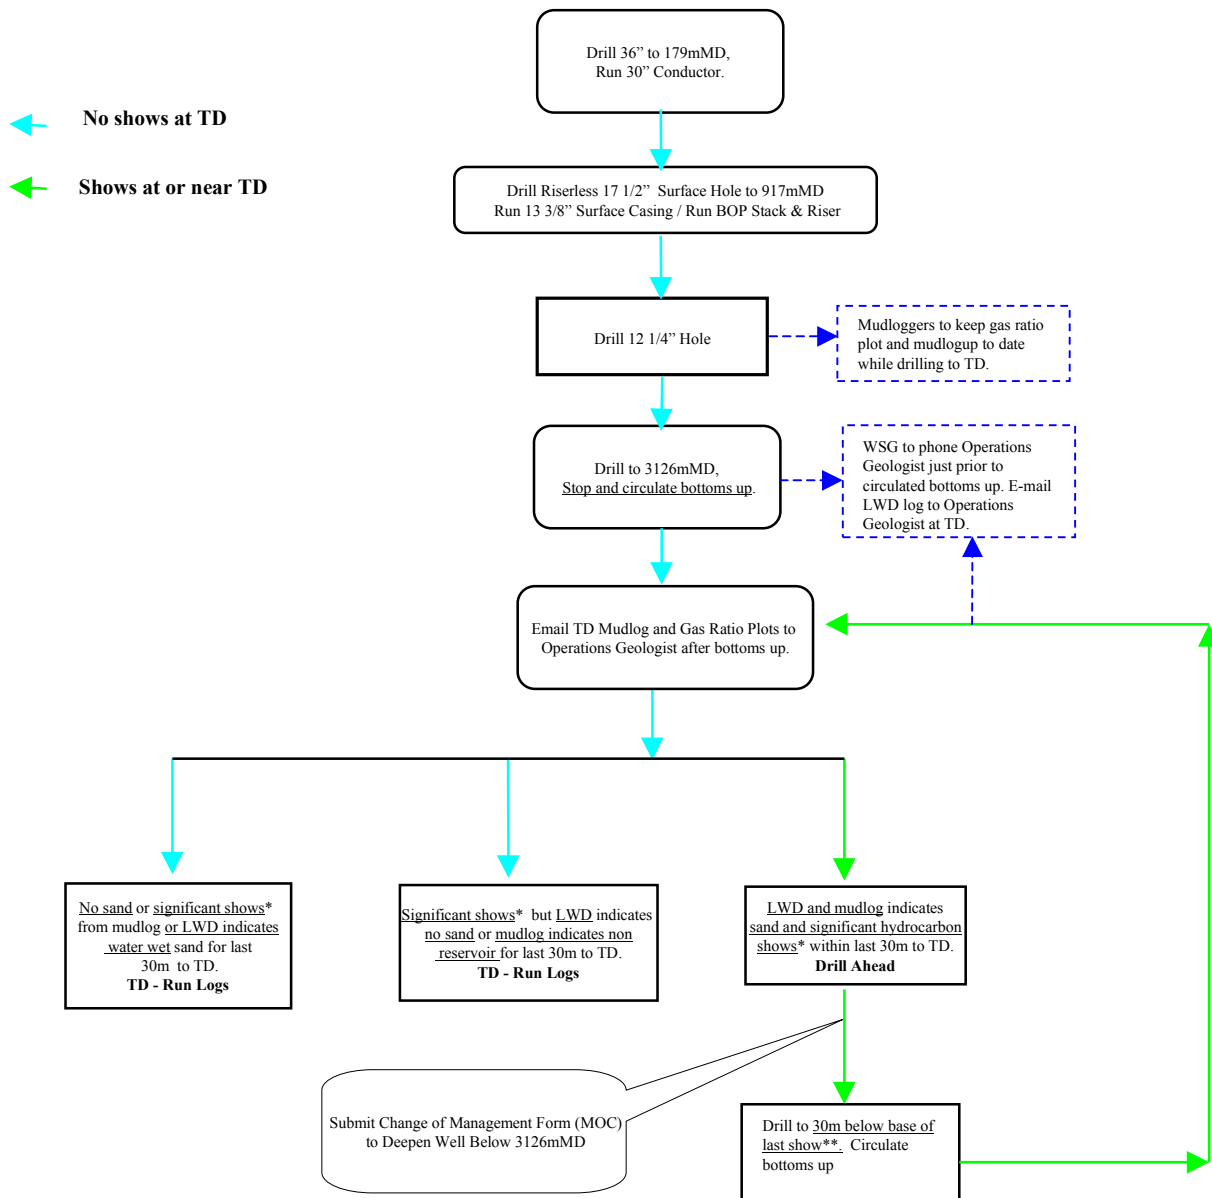 Drill 36” to 179mMD,
Run 30” Conductor.
No shows at TD
Shows at or near TD
Drill Riserless 17 1/2” Surface Hole to 917mMD
Run 13 3/8” Surface Casing / Run BOP Stack & Riser
Drill 12 1/4” Hole
Mudloggers to keep gas ratio
plot and mudlogup to date
while drilling to TD.
Drill to 3126mMD,
Stop and circulate bottoms up.
WSG to phone Operations
Geologist just prior to
circulated bottoms up. E-mail
LWD log to Operations
Geologist at TD.
Email TD Mudlog and Gas Ratio Plots to
Operations Geologist after bottoms up.
No sand or significant shows*
from mudlog or LWD indicates
water wet sand for last
30m to TD.
TD - Run Logs
Significant shows* but LWD indicates
no sand or mudlog indicates non
reservoir for last 30m to TD.
TD - Run Logs
LWD and mudlog indicates
sand and significant hydrocarbon
shows* within last 30m to TD.
Drill Ahead
Submit Change of Management Form (MOC)
to Deepen Well Below 3126mMD
Drill to 30m below base of
last show**. Circulate
bottoms up